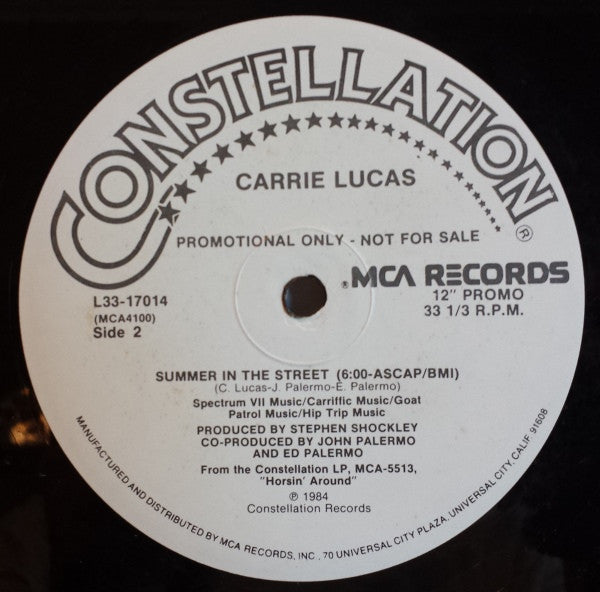 CONSTELLATION®
CARRIE LUCAS
PROMOTIONAL ONLY - NOT FOR SALE
®MCA RECORDS
L33-17014
(MCA4100)
Side 2
12" PROMO
33 1/3 R.P.M.
SUMMER IN THE STREET (6:00-ASCAP/BMI)
(C. Lucas-J. Palermo-E. Palermo)
Spectrum VII Music/Carriffic Music/Goat
Patrol Music/Hip Trip Music
PRODUCED BY STEPHEN SHOCKLEY
CO-PRODUCED BY JOHN PALERMO
AND ED PALERMO
From the Constellation LP, MCA-5513,
"Horsin' Around"
℗ 1984
Constellation Records
MANUFACTURED AND DISTRIBUTED BY MCA RECORDS, INC., 70 UNIVERSAL CITY PLAZA, UNIVERSAL CITY, CALIF. 91608